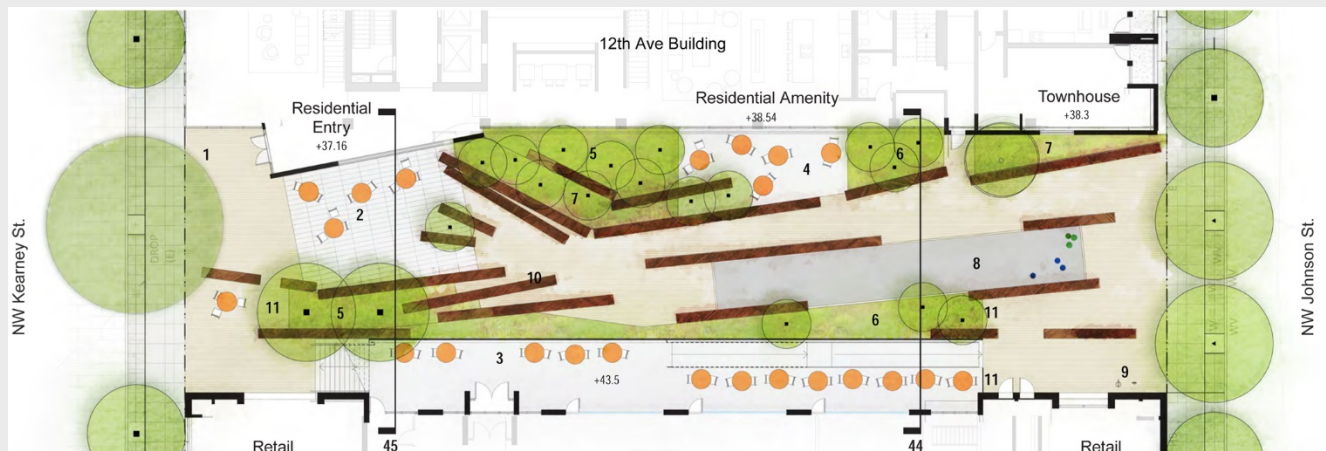 12th Ave Building
Residential
Entry
+37.16
Residential Amenity
+38.54
Townhouse
+38.3
1
5
6
7
4
2
7
NW Kearney St.
NW Johnson St.
10
8
11
5
6
11
3
+43.5
11
9
Retail
45
44
Retail